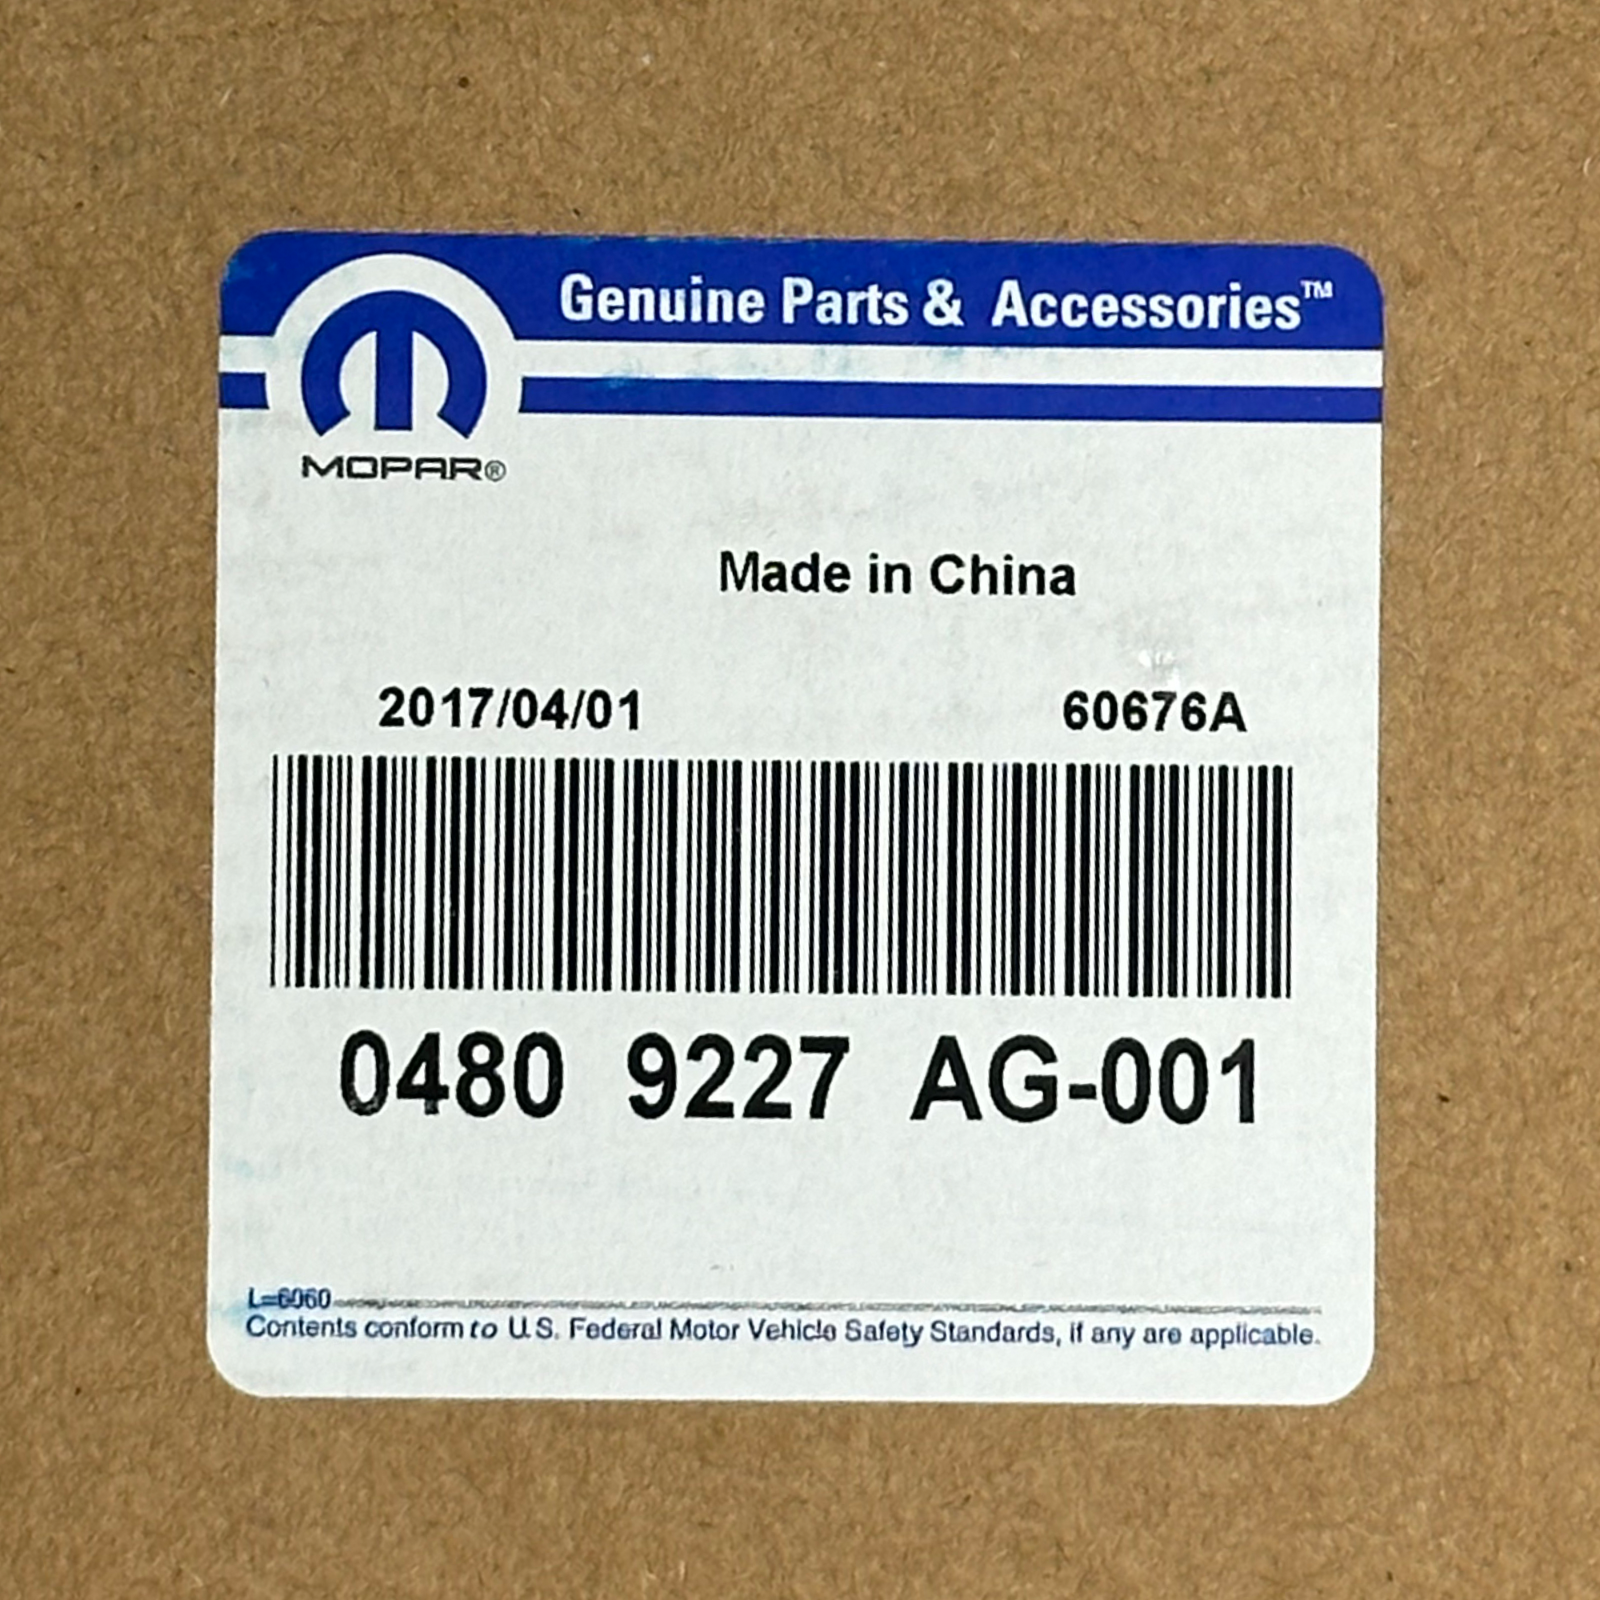 Genuine Parts & Accessories™
MOPAR®
Made in China
2017/04/01 60676A
0480 9227 AG-001
L=6060
Contents conform to U.S. Federal Motor Vehicle Safety Standards, if any are applicable.